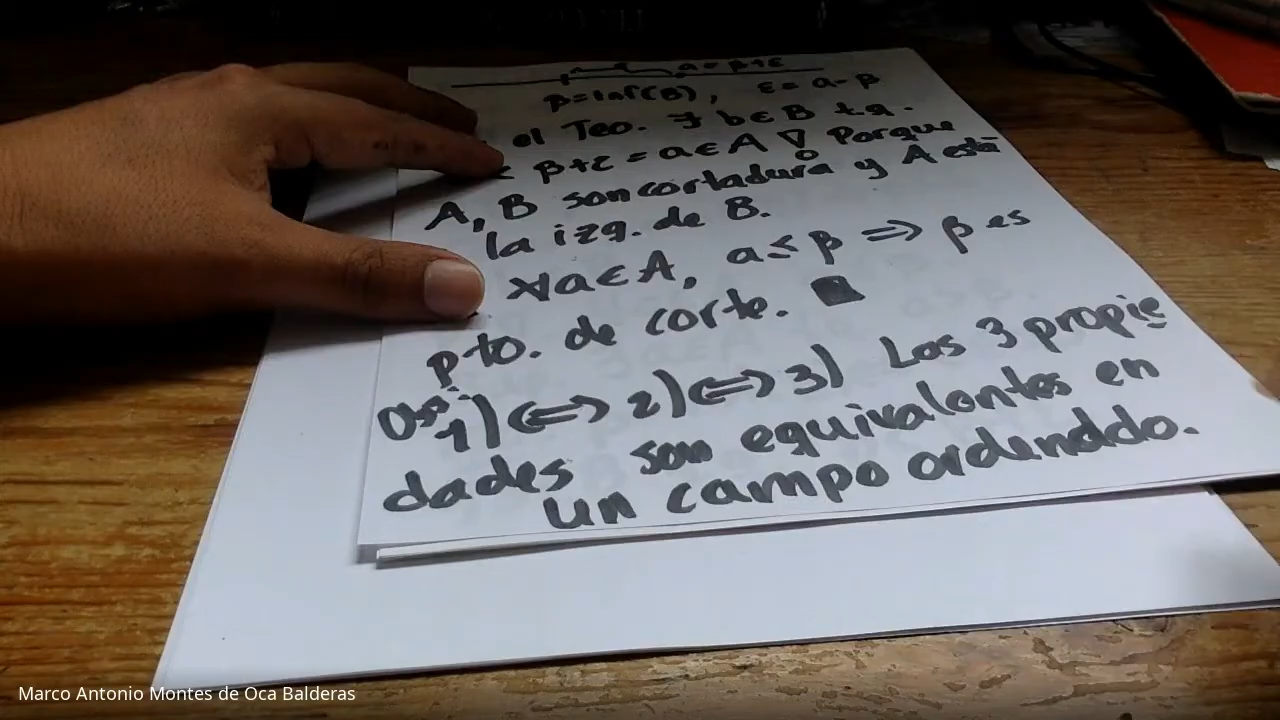 a = β+ε
β=inf(B), ε = a-β
el Teo. ∃ b∈B t.q.
< β+ε = a∈A ∇ Porque
A, B son cortadura y A está
la izq. de B.
∀a∈A, a≤β ⇒ β es
pto. de corte. ■
Obs: 1) ⇔ 2) ⇔ 3) Las 3 propie
dades son equivalentes en
un campo ordenado.
Marco Antonio Montes de Oca Balderas